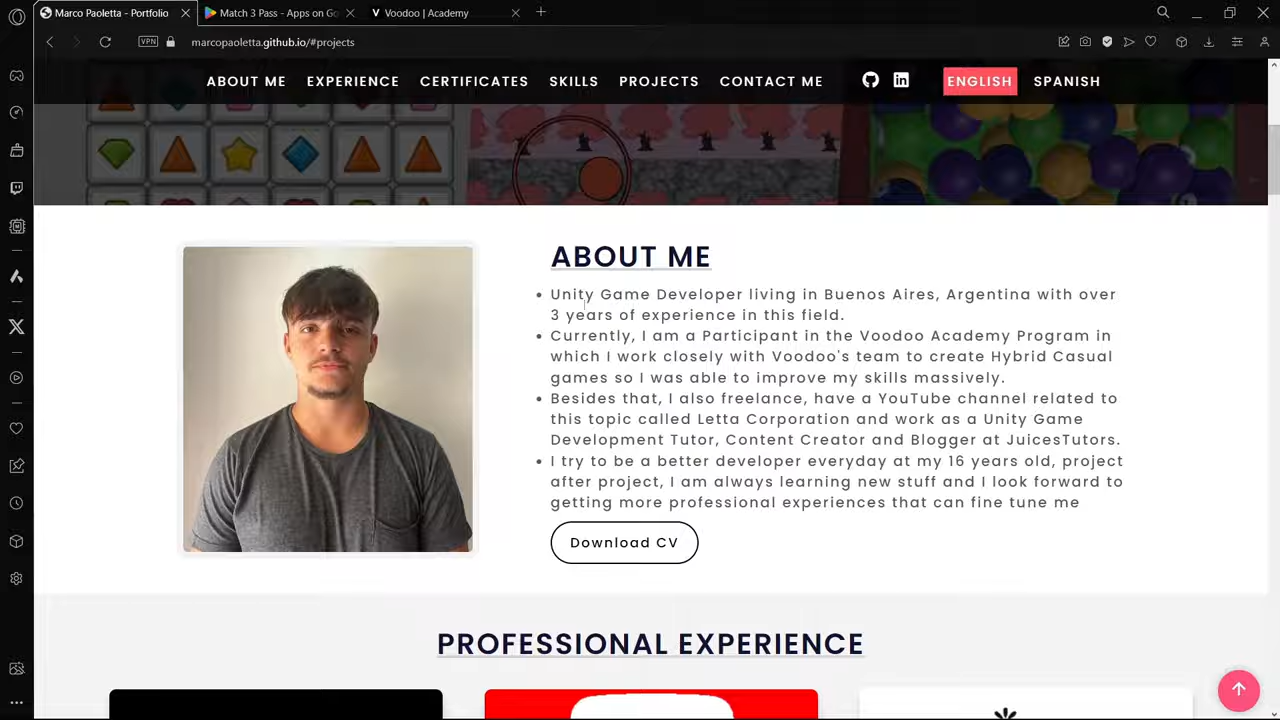 Marco Paoletta - Portfolio
Match 3 Pass - Apps on Go
Voodoo | Academy
VPN
marcopaoletta.github.io/#projects
ABOUT ME
EXPERIENCE
CERTIFICATES
SKILLS
PROJECTS
CONTACT ME
ENGLISH
SPANISH
ABOUT ME
Unity Game Developer living in Buenos Aires, Argentina with over
3 years of experience in this field.
Currently, I am a Participant in the Voodoo Academy Program in
which I work closely with Voodoo's team to create Hybrid Casual
games so I was able to improve my skills massively.
Besides that, I also freelance, have a YouTube channel related to
this topic called Letta Corporation and work as a Unity Game
Development Tutor, Content Creator and Blogger at JuicesTutors.
I try to be a better developer everyday at my 16 years old, project
after project, I am always learning new stuff and I look forward to
getting more professional experiences that can fine tune me
Download CV
PROFESSIONAL EXPERIENCE